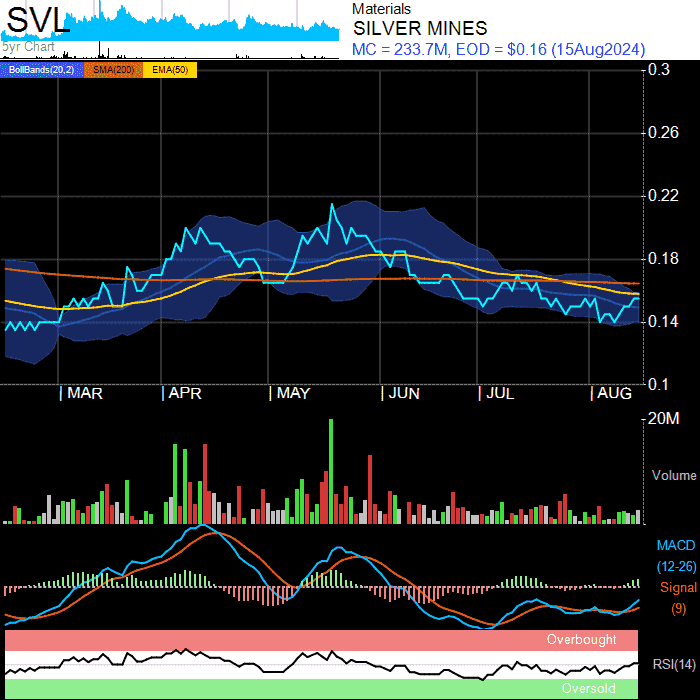 SVL
5yr Chart
Materials
SILVER MINES
MC = 233.7M, EOD = $0.16 (15Aug2024)
BollBands(20,2) SMA(200) EMA(50)
0.3
0.26
0.22
0.18
0.14
0.1
MAR APR MAY JUN JUL AUG
20M
Volume
MACD
(12-26)
Signal
(9)
Overbought
RSI(14)
Oversold